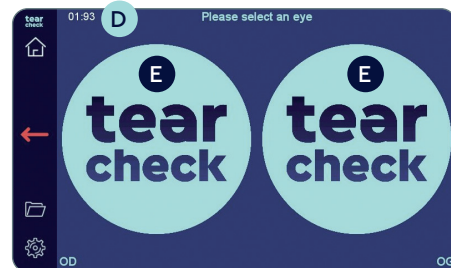 tear
check
01:93
D
Please select an eye
E
tear
check
E
tear
check
OD
OG